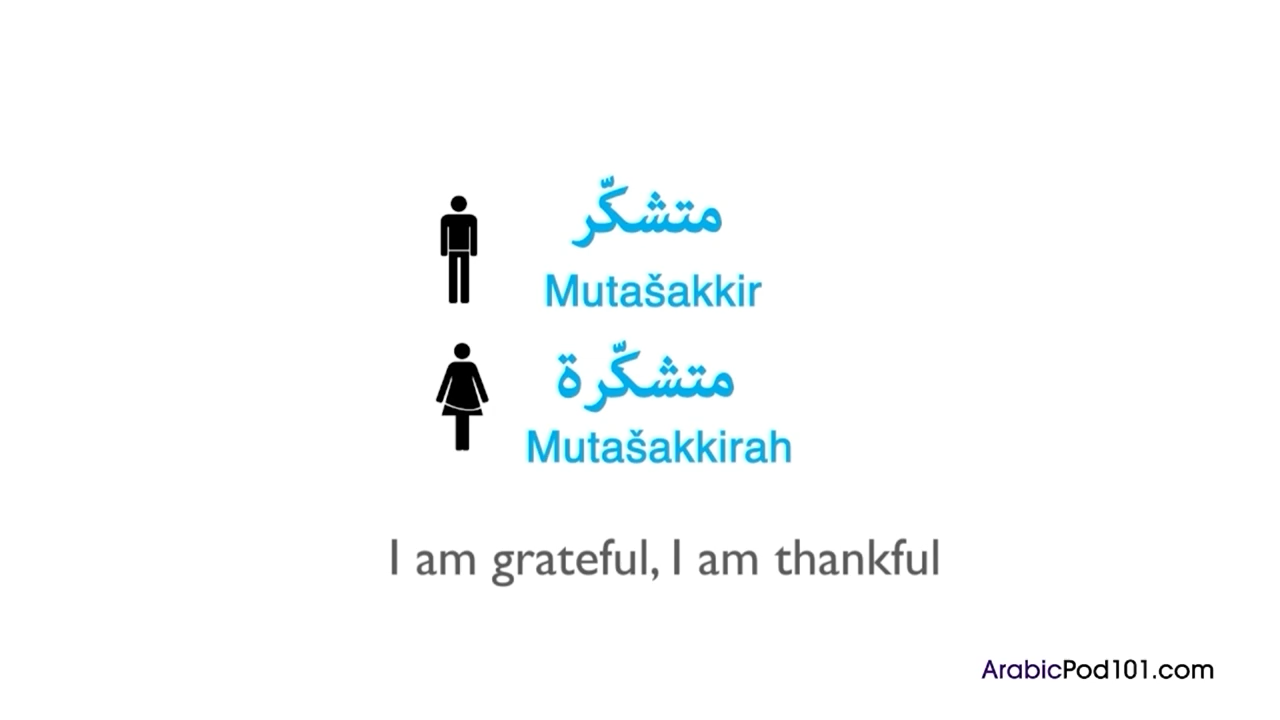 متشكّر
Mutašakkir
متشكّرة
Mutašakkirah
I am grateful, I am thankful
ArabicPod101.com